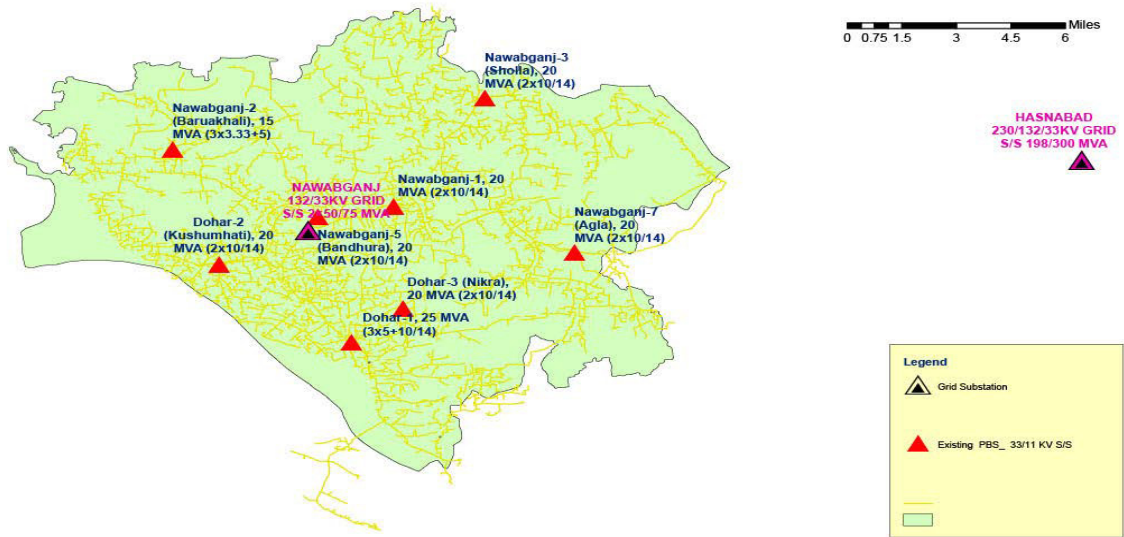 Miles
0 0.75 1.5 3 4.5 6
Nawabganj-3
(Sholla), 20
MVA (2x10/14)
Nawabganj-2
(Baruakhali), 15
MVA (3x3.33+5)
HASNABAD
230/132/33KV GRID
S/S 198/300 MVA
Nawabganj-1, 20
MVA (2x10/14)
NAWABGANJ
132/33KV GRID
S/S 50/75 MVA
Nawabganj-7
(Agla), 20
MVA (2x10/14)
Dohar-2
(Kushumhati), 20
MVA (2x10/14)
Nawabganj-5
(Bandhura), 20
MVA (2x10/14)
Dohar-3 (Nikra),
20 MVA (2x10/14)
Dohar-1, 25 MVA
(3x5+10/14)
Legend
Grid Substation
Existing PBS_ 33/11 KV S/S